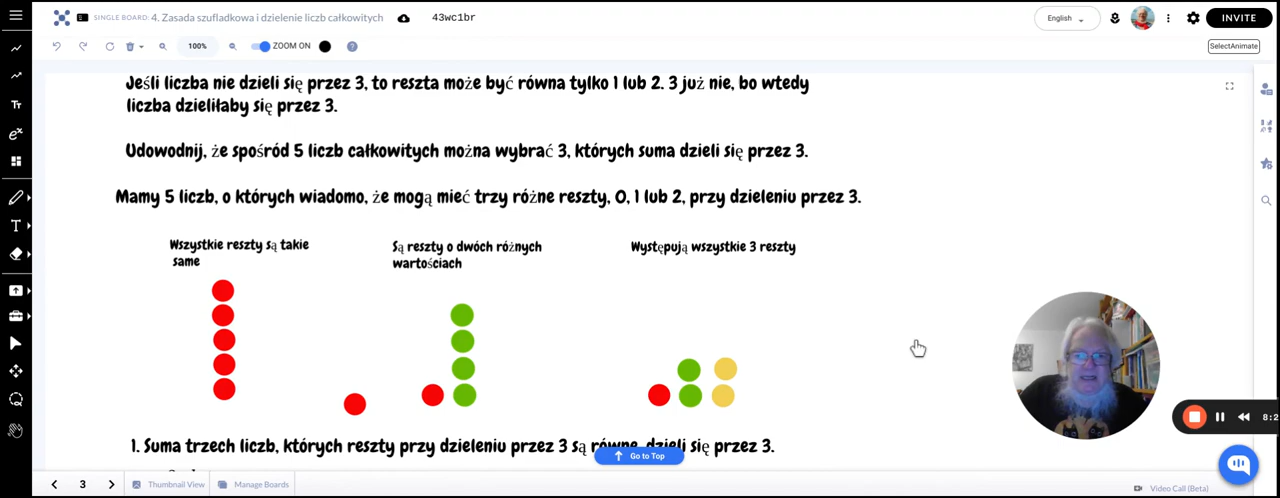 SINGLE BOARD: 4. Zasada szufladkowa i dzielenie liczb całkowitych
43wc1br
English
INVITE
100%
ZOOM ON
SelectAnimate
Jeśli liczba nie dzieli się przez 3, to reszta może być równa tylko 1 lub 2. 3 już nie, bo wtedy
liczba dzieliłaby się przez 3.
Udowodnij, że spośród 5 liczb całkowitych można wybrać 3, których suma dzieli się przez 3.
Mamy 5 liczb, o których wiadomo, że mogą mieć trzy różne reszty, 0, 1 lub 2, przy dzieleniu przez 3.
Wszystkie reszty są takie
same
Są reszty o dwóch różnych
wartościach
Występują wszystkie 3 reszty
1. Suma trzech liczb, których reszty przy dzieleniu przez 3 są równe, dzieli się przez 3.
Go to Top
8:2
3
Thumbnail View
Manage Boards
Video Call (Beta)